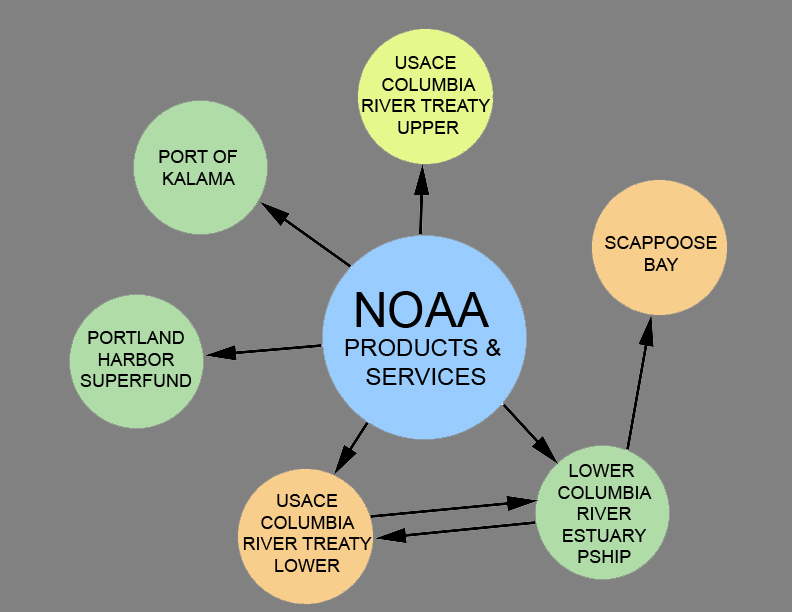 USACE
COLUMBIA
RIVER TREATY
UPPER
PORT OF
KALAMA
SCAPPOOSE
BAY
NOAA
PRODUCTS &
SERVICES
PORTLAND
HARBOR
SUPERFUND
USACE
COLUMBIA
RIVER TREATY
LOWER
LOWER
COLUMBIA
RIVER
ESTUARY
PSHIP